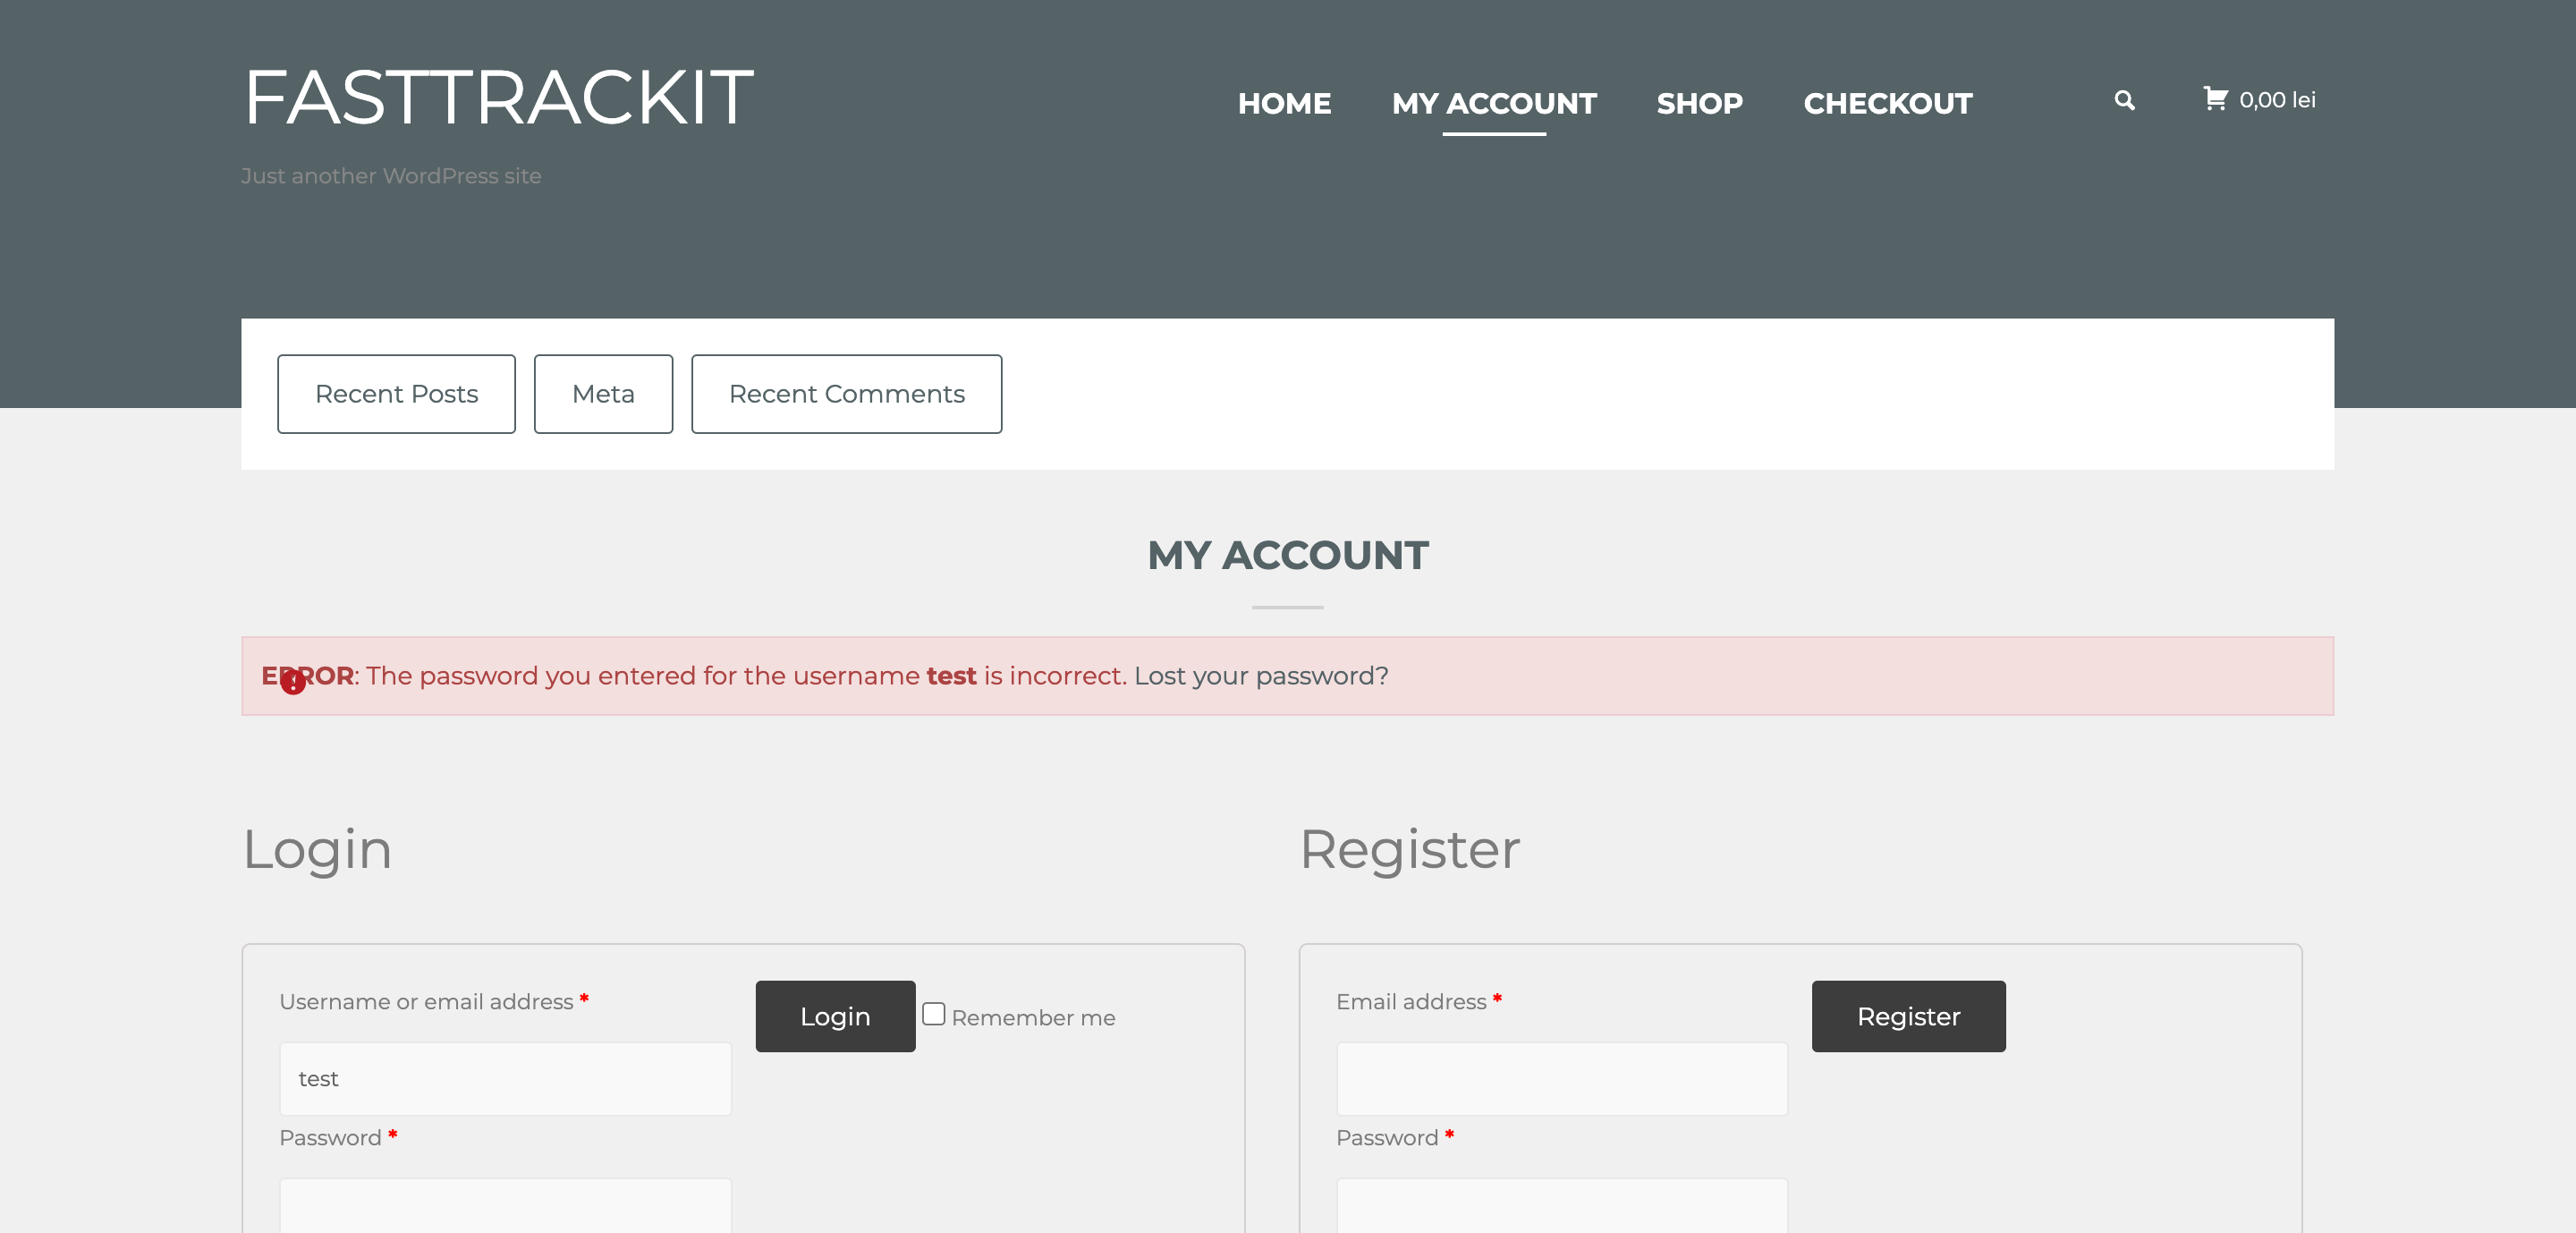 FASTTRACKIT
HOME MY ACCOUNT SHOP CHECKOUT 0,00 lei
Just another WordPress site
Recent Posts Meta Recent Comments
MY ACCOUNT
ERROR: The password you entered for the username test is incorrect. Lost your password?
Login
Register
Username or email address *
Login Remember me
test
Password *
Email address *
Register
Password *